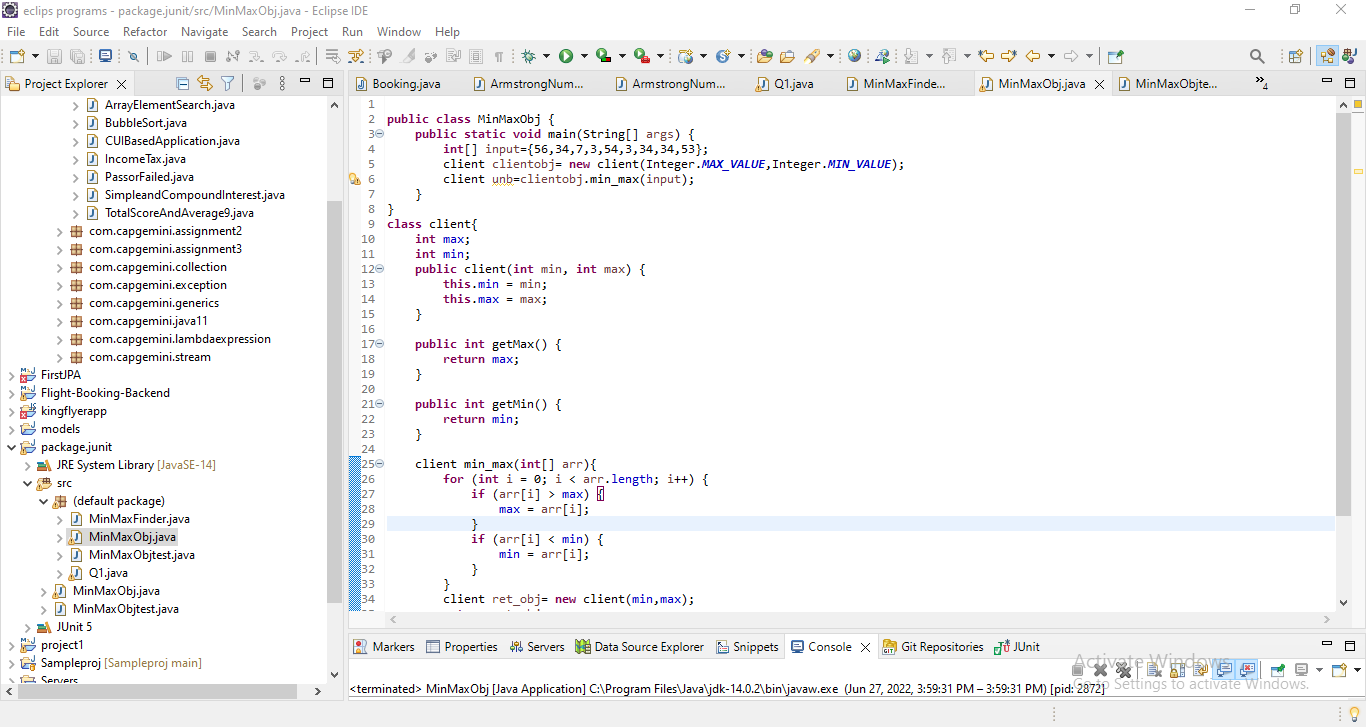 eclips programs - package.junit/src/MinMaxObj.java - Eclipse IDE
File Edit Source Refactor Navigate Search Project Run Window Help
Project Explorer
Booking.java ArmstrongNum... ArmstrongNum... Q1.java MinMaxFinde... MinMaxObj.java MinMaxObjte... »4
ArrayElementSearch.java
BubbleSort.java
CUIBasedApplication.java
IncomeTax.java
PassorFailed.java
SimpleandCompoundInterest.java
TotalScoreAndAverage9.java
com.capgemini.assignment2
com.capgemini.assignment3
com.capgemini.collection
com.capgemini.exception
com.capgemini.generics
com.capgemini.java11
com.capgemini.lambdaexpression
com.capgemini.stream
FirstJPA
Flight-Booking-Backend
kingflyerapp
models
package.junit
JRE System Library [JavaSE-14]
src
(default package)
MinMaxFinder.java
MinMaxObj.java
MinMaxObjtest.java
Q1.java
MinMaxObj.java
MinMaxObjtest.java
JUnit 5
project1
Sampleproj [Sampleproj main]
Servers
1
2 public class MinMaxObj {
3 public static void main(String[] args) {
4 int[] input={56,34,7,3,54,3,34,34,53};
5 client clientobj= new client(Integer.MAX_VALUE,Integer.MIN_VALUE);
6 client unb=clientobj.min_max(input);
7 }
8 }
9 class client{
10 int max;
11 int min;
12 public client(int min, int max) {
13 this.min = min;
14 this.max = max;
15 }
16
17 public int getMax() {
18 return max;
19 }
20
21 public int getMin() {
22 return min;
23 }
24
25 client min_max(int[] arr){
26 for (int i = 0; i < arr.length; i++) {
27 if (arr[i] > max) {
28 max = arr[i];
29 }
30 if (arr[i] < min) {
31 min = arr[i];
32 }
33 }
34 client ret_obj= new client(min,max);
Markers Properties Servers Data Source Explorer Snippets Console Git Repositories JUnit
Activate Windows
Go to Settings to activate Windows.
<terminated> MinMaxObj [Java Application] C:\Program Files\Java\jdk-14.0.2\bin\javaw.exe (Jun 27, 2022, 3:59:31 PM – 3:59:31 PM) [pid: 2872]